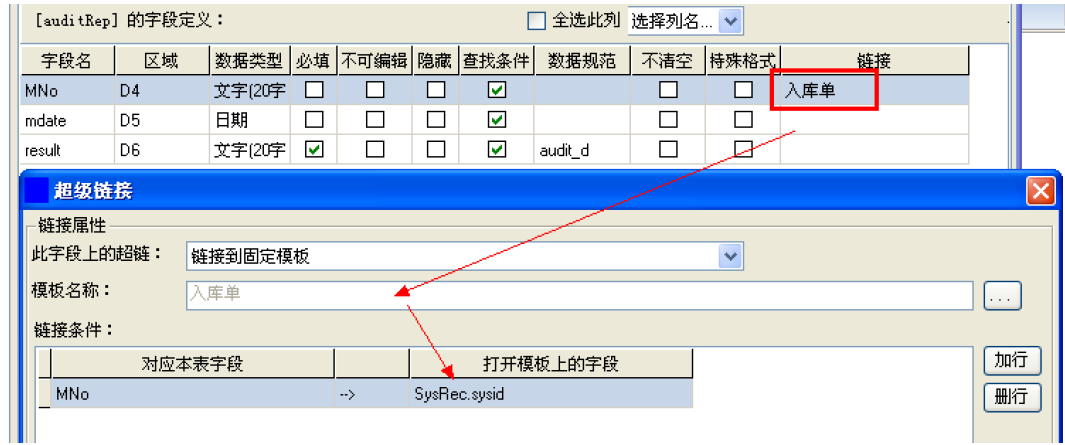 [auditRep] 的字段定义：
全选此列 选择列名...
字段名 区域 数据类型 必填 不可编辑 隐藏 查找条件 数据规范 不清空 特殊格式 链接
MNo D4 文字(20字 入库单
mdate D5 日期
result D6 文字(20字 audit_d
超级链接
链接属性
此字段上的超链： 链接到固定模板
模板名称： 入库单 ...
链接条件：
对应本表字段 打开模板上的字段 加行
MNo --> SysRec.sysid 删行